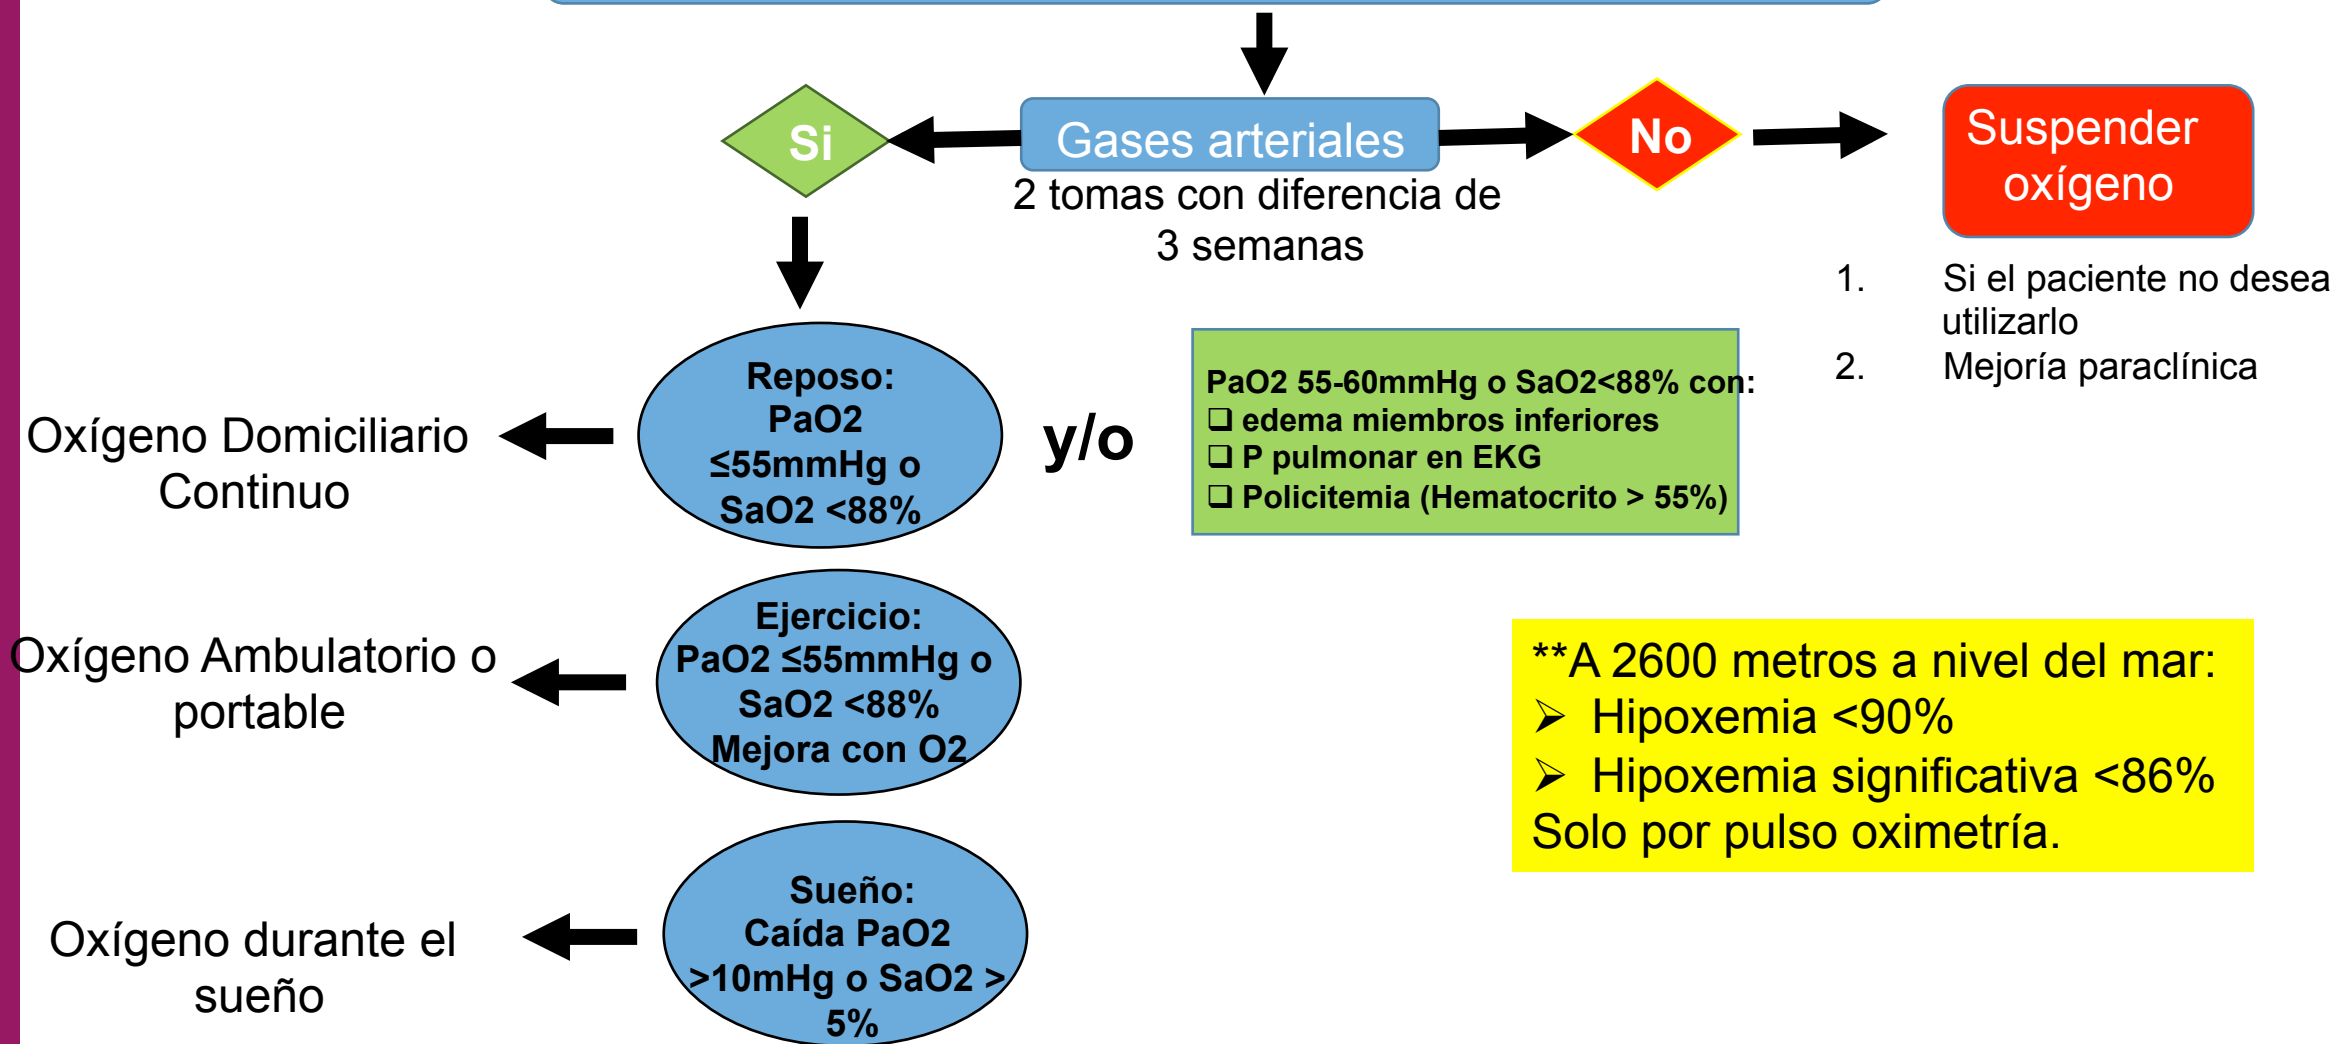 Si
Gases arteriales
No
Suspender
oxígeno
2 tomas con diferencia de
3 semanas
1. Si el paciente no desea
utilizarlo
2. Mejoría paraclínica
Oxígeno Domiciliario
Continuo
Reposo:
PaO2
≤55mmHg o
SaO2 <88%
y/o
PaO2 55-60mmHg o SaO2<88% con:
❑ edema miembros inferiores
❑ P pulmonar en EKG
❑ Policitemia (Hematocrito > 55%)
Oxígeno Ambulatorio o
portable
Ejercicio:
PaO2 ≤55mmHg o
SaO2 <88%
Mejora con O2
**A 2600 metros a nivel del mar:
➢ Hipoxemia <90%
➢ Hipoxemia significativa <86%
Solo por pulso oximetría.
Oxígeno durante el
sueño
Sueño:
Caída PaO2
>10mHg o SaO2 >
5%